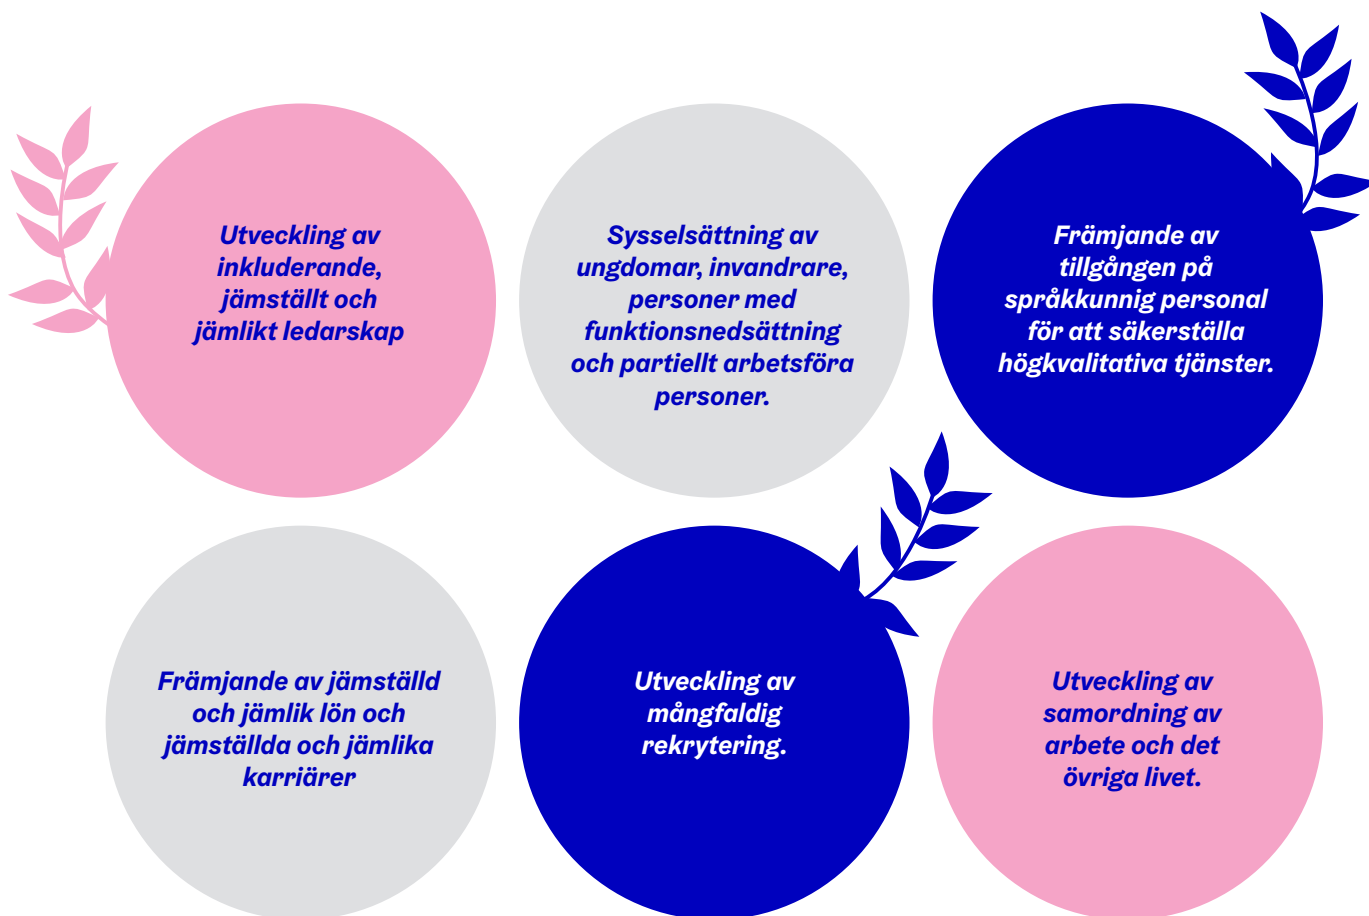 Utveckling av
inkluderande,
jämställt och
jämlikt ledarskap
Sysselsättning av
ungdomar, invandrare,
personer med
funktionsnedsättning
och partiellt arbetsföra
personer.
Främjande av
tillgången på
språkkunnig personal
för att säkerställa
högkvalitativa tjänster.
Främjande av jämställd
och jämlik lön och
jämställda och jämlika
karriärer
Utveckling av
mångfaldig
rekrytering.
Utveckling av
samordning av
arbete och det
övriga livet.